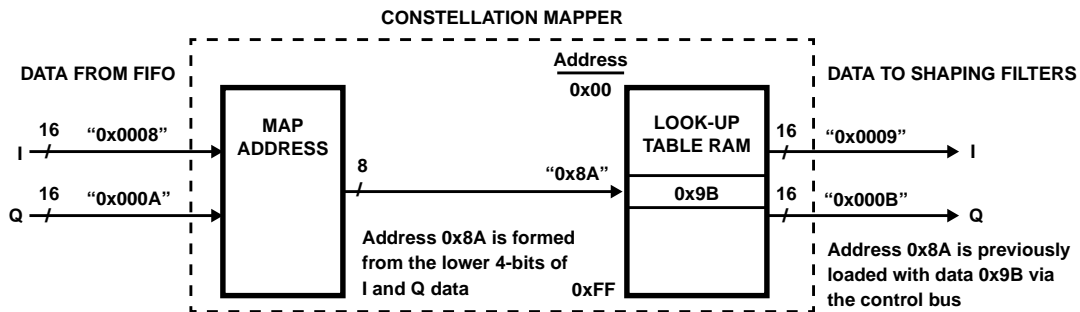 CONSTELLATION MAPPER
DATA FROM FIFO
Address
0x00
DATA TO SHAPING FILTERS
16
“0x0008”
I
MAP
ADDRESS
LOOK-UP
TABLE RAM
16
“0x0009”
I
8
“0x8A”
16
“0x000A”
Q
0x9B
16
“0x000B”
Q
Address 0x8A is formed
from the lower 4-bits of
I and Q data
0xFF
Address 0x8A is previously
loaded with data 0x9B via
the control bus